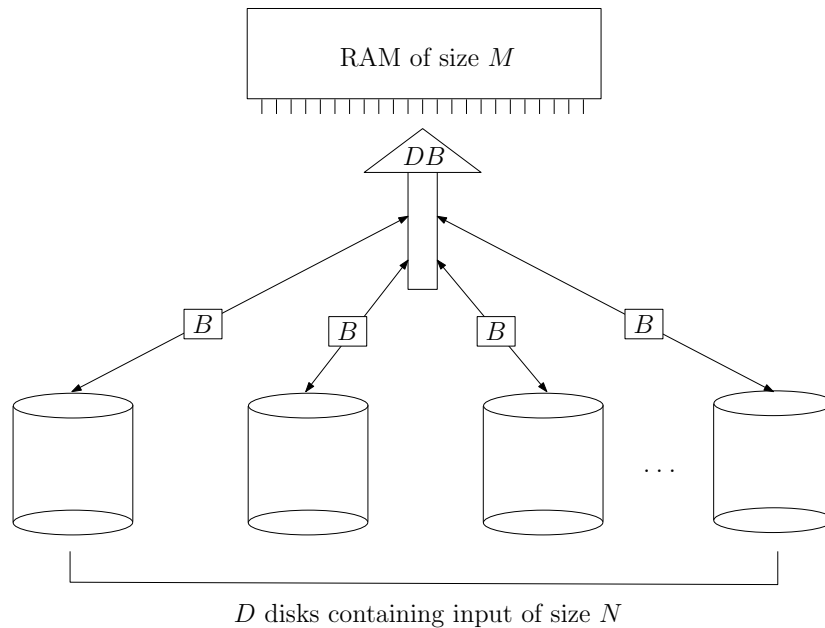 RAM of size M
DB
B B B B
. . .
D disks containing input of size N